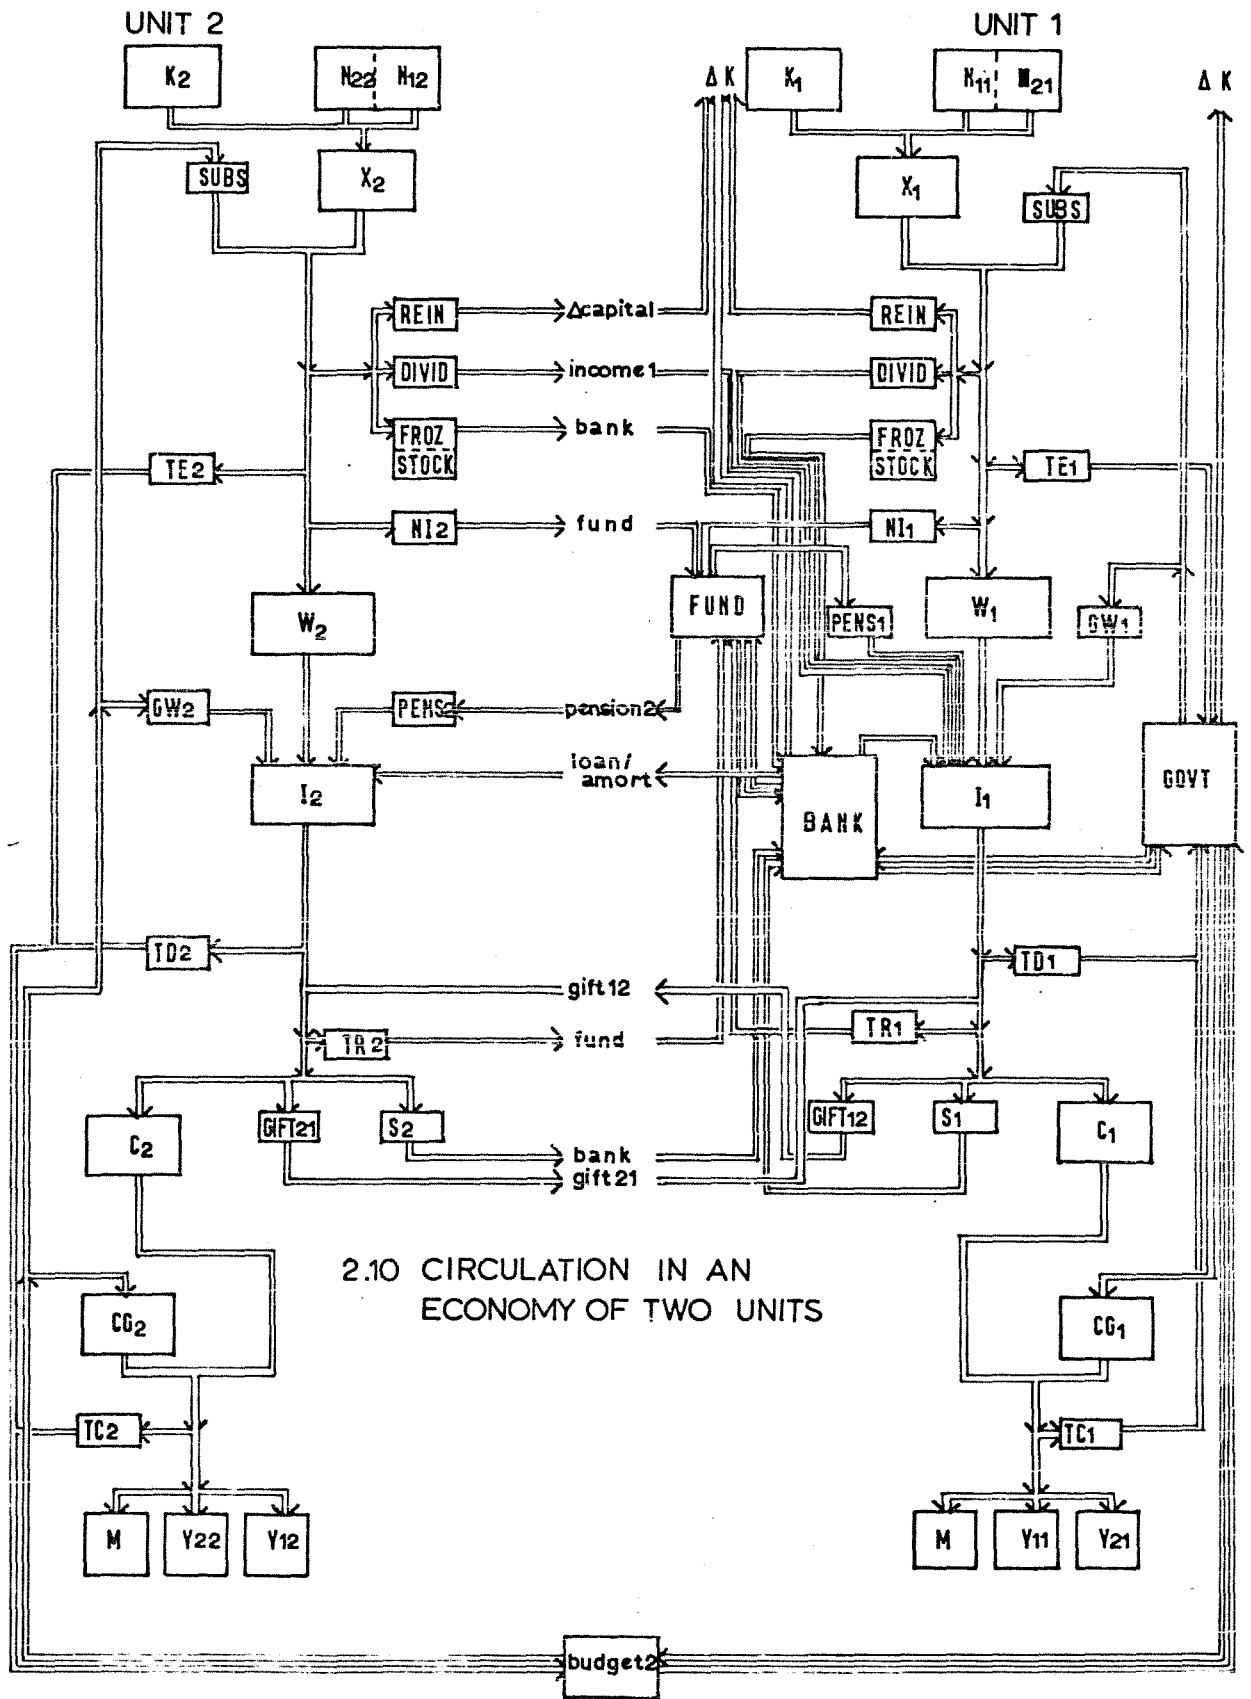 UNIT 2 UNIT 1
K2 N22 N12 Δ K K1 N11 N21 Δ K
SUBS X2 X1 SUBS
REIN Δcapital REIN
DIVID income1 DIVID
FROZ bank FROZ
STOCK STOCK
TE2 TE1
NI2 fund NI1
W2 FUND PENS1 W1 GW1
GW2 PENS2 pension2
loan/
amort
I2 BANK I1 GOVT
TD2 TD1
gift12
TR2 fund TR1
C2 GIFT21 S2 GIFT12 S1 C1
bank
gift21
2.10 CIRCULATION IN AN
ECONOMY OF TWO UNITS
CG2 CG1
TC2 TC1
M Y22 Y12 M Y11 Y21
budget2